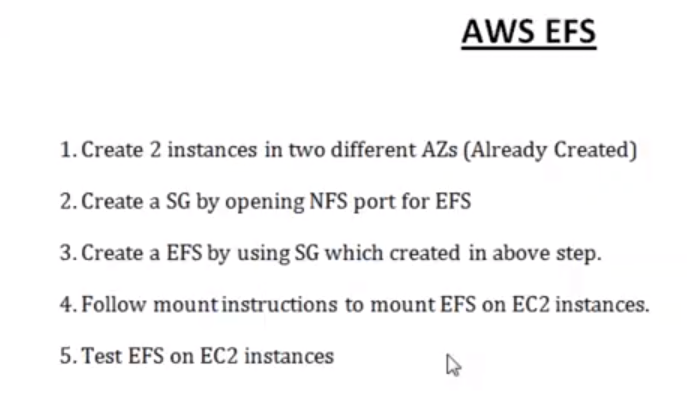 AWS EFS
1. Create 2 instances in two different AZs (Already Created)
2. Create a SG by opening NFS port for EFS
3. Create a EFS by using SG which created in above step.
4. Follow mount instructions to mount EFS on EC2 instances.
5. Test EFS on EC2 instances